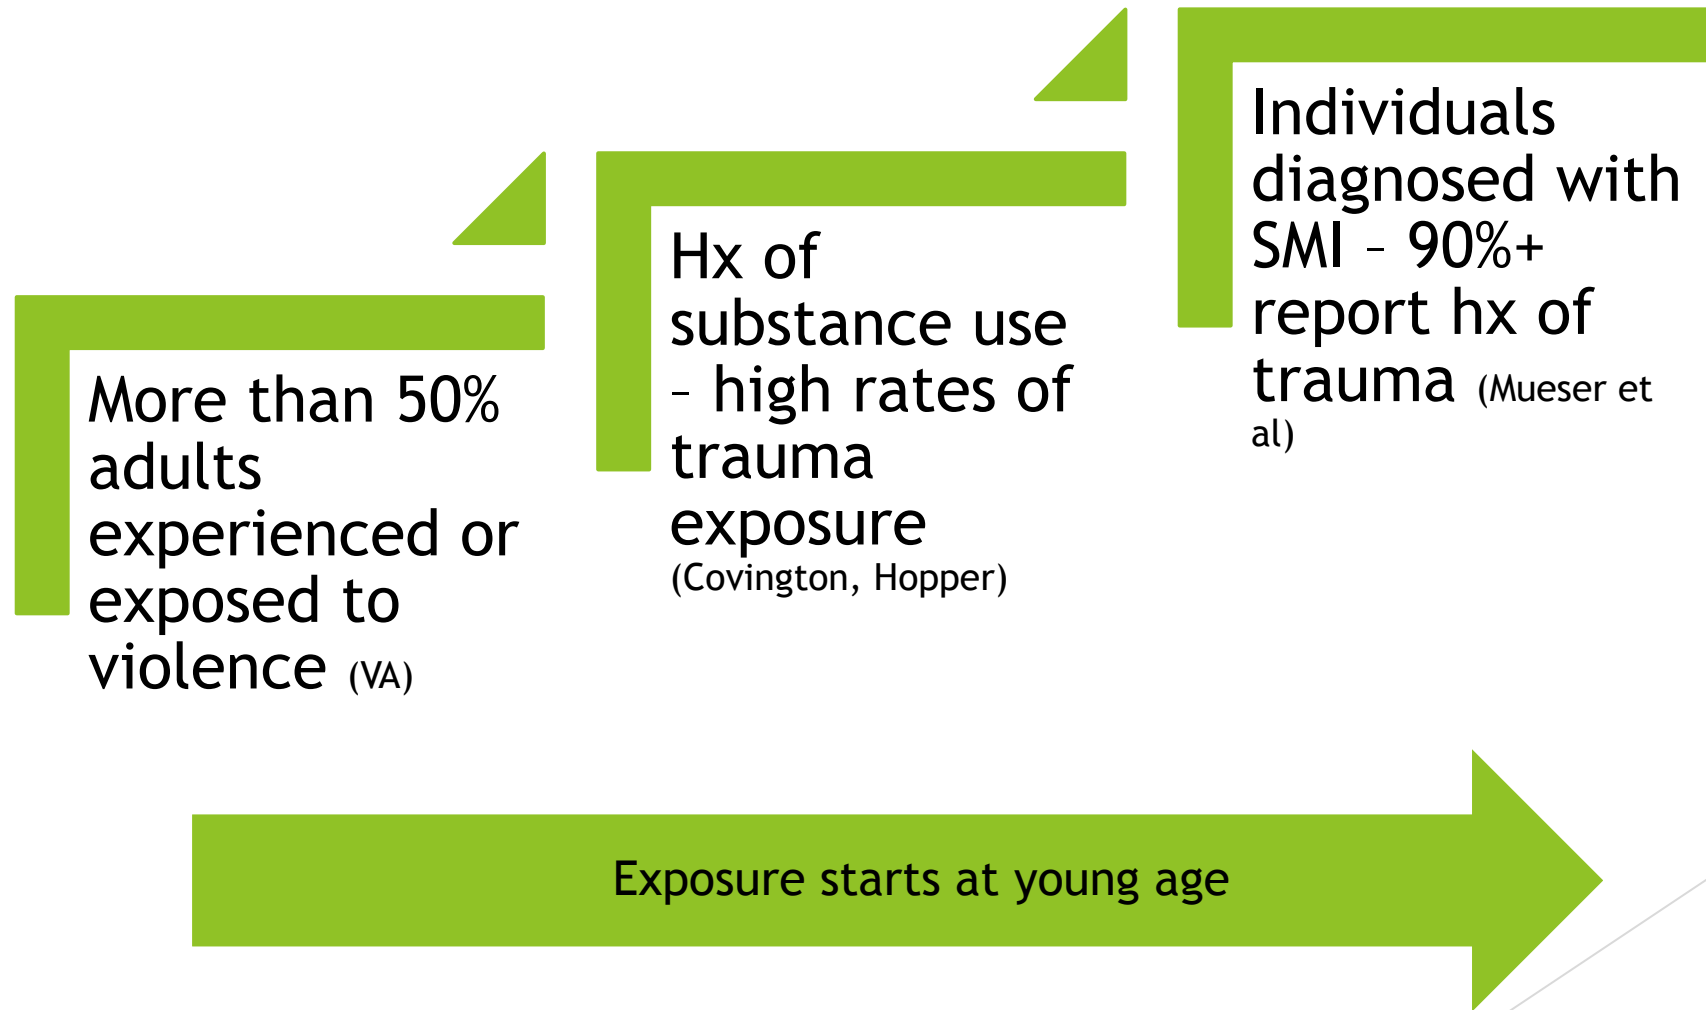 More than 50%
adults
experienced or
exposed to
violence (VA)
Hx of
substance use
– high rates of
trauma
exposure
(Covington, Hopper)
Individuals
diagnosed with
SMI – 90%+
report hx of
trauma (Mueser et
al)
Exposure starts at young age